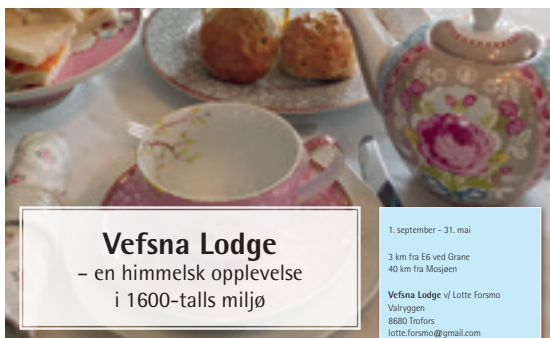 Vefsna Lodge
– en himmelsk opplevelse
i 1600-talls miljø
1. september - 31. mai
3 km fra E6 ved Grane
40 km fra Mosjøen
Vefsna Lodge v/ Lotte Forsmo
Valryggen
8680 Trofors
lotte.forsmo@gmail.com